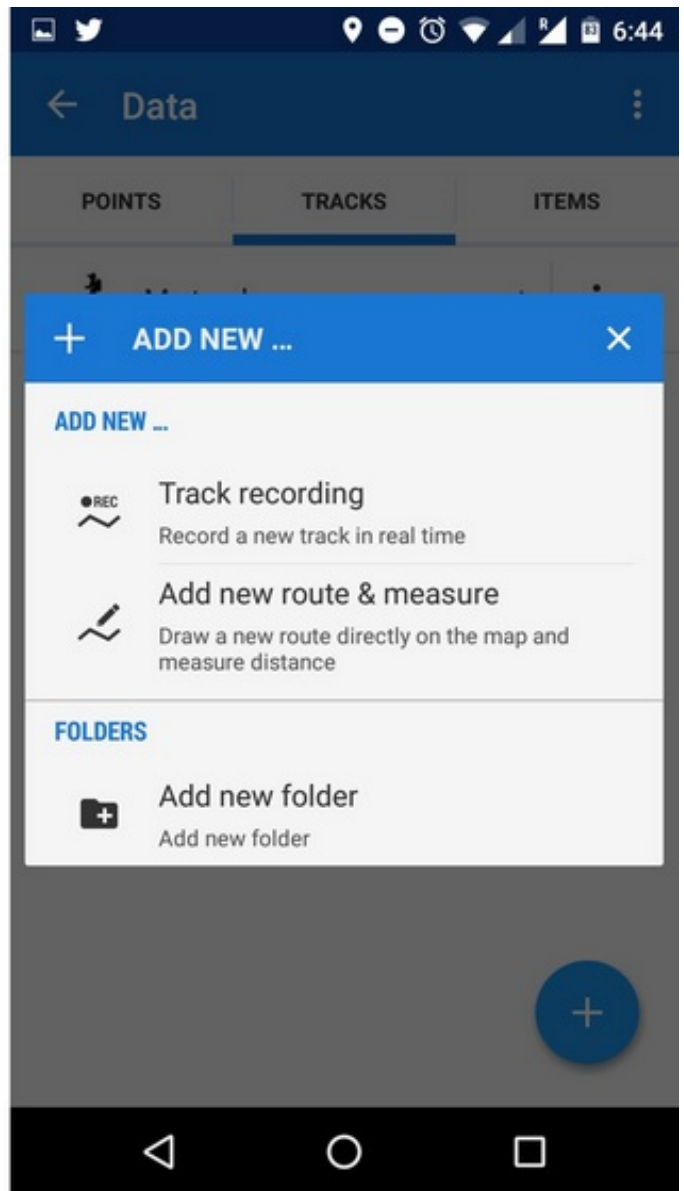 R 83 6:44
Data
POINTS TRACKS ITEMS
ADD NEW ...
ADD NEW ...
REC
Track recording
Record a new track in real time
Add new route & measure
Draw a new route directly on the map and
measure distance
FOLDERS
Add new folder
Add new folder